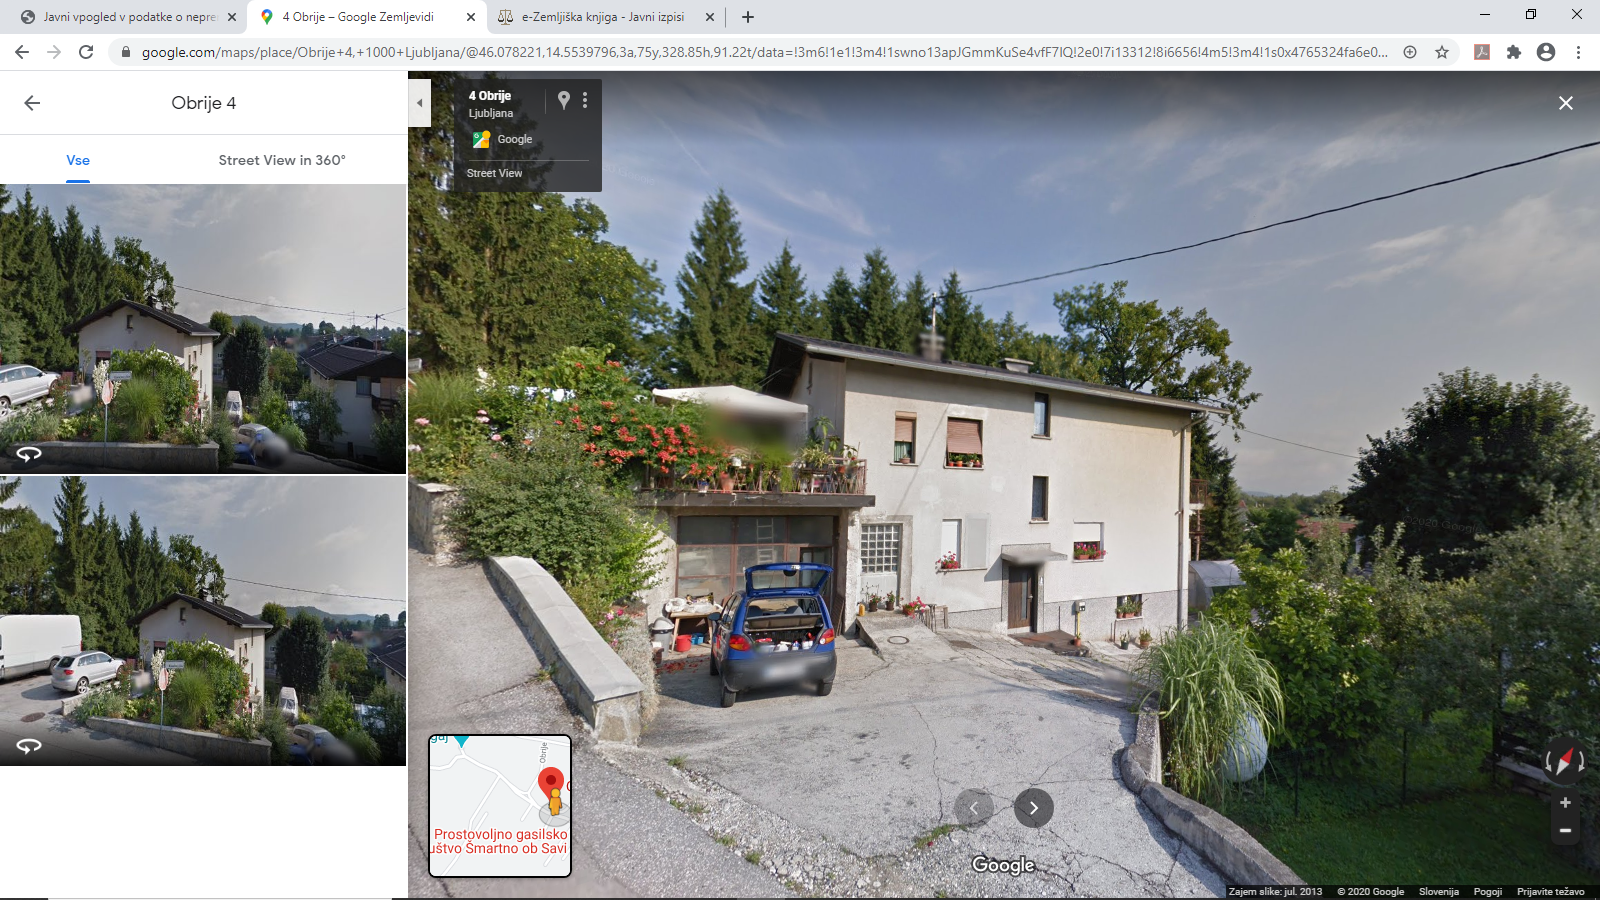 Javni vpogled v podatke o nepre
4 Obrije – Google Zemljevidi
e-Zemljiška knjiga - Javni izpisi
google.com/maps/place/Obrije+4,+1000+Ljubljana/@46.078221,14.5539796,3a,75y,328.85h,91.22t/data=!3m6!1e1!3m4!1swno13apJGmmKuSe4vfF7IQ!2e0!7i13312!8i6656!4m5!3m4!1s0x4765324fa6e0...
Obrije 4
Vse
Street View in 360°
4 Obrije
Ljubljana
Google
Street View
Obrije
Prostovoljno gasilsko
uštvo Šmartno ob Savi
Google
Zajem slike: jul. 2013 © 2020 Google Slovenija Pogoji Prijavite težavo